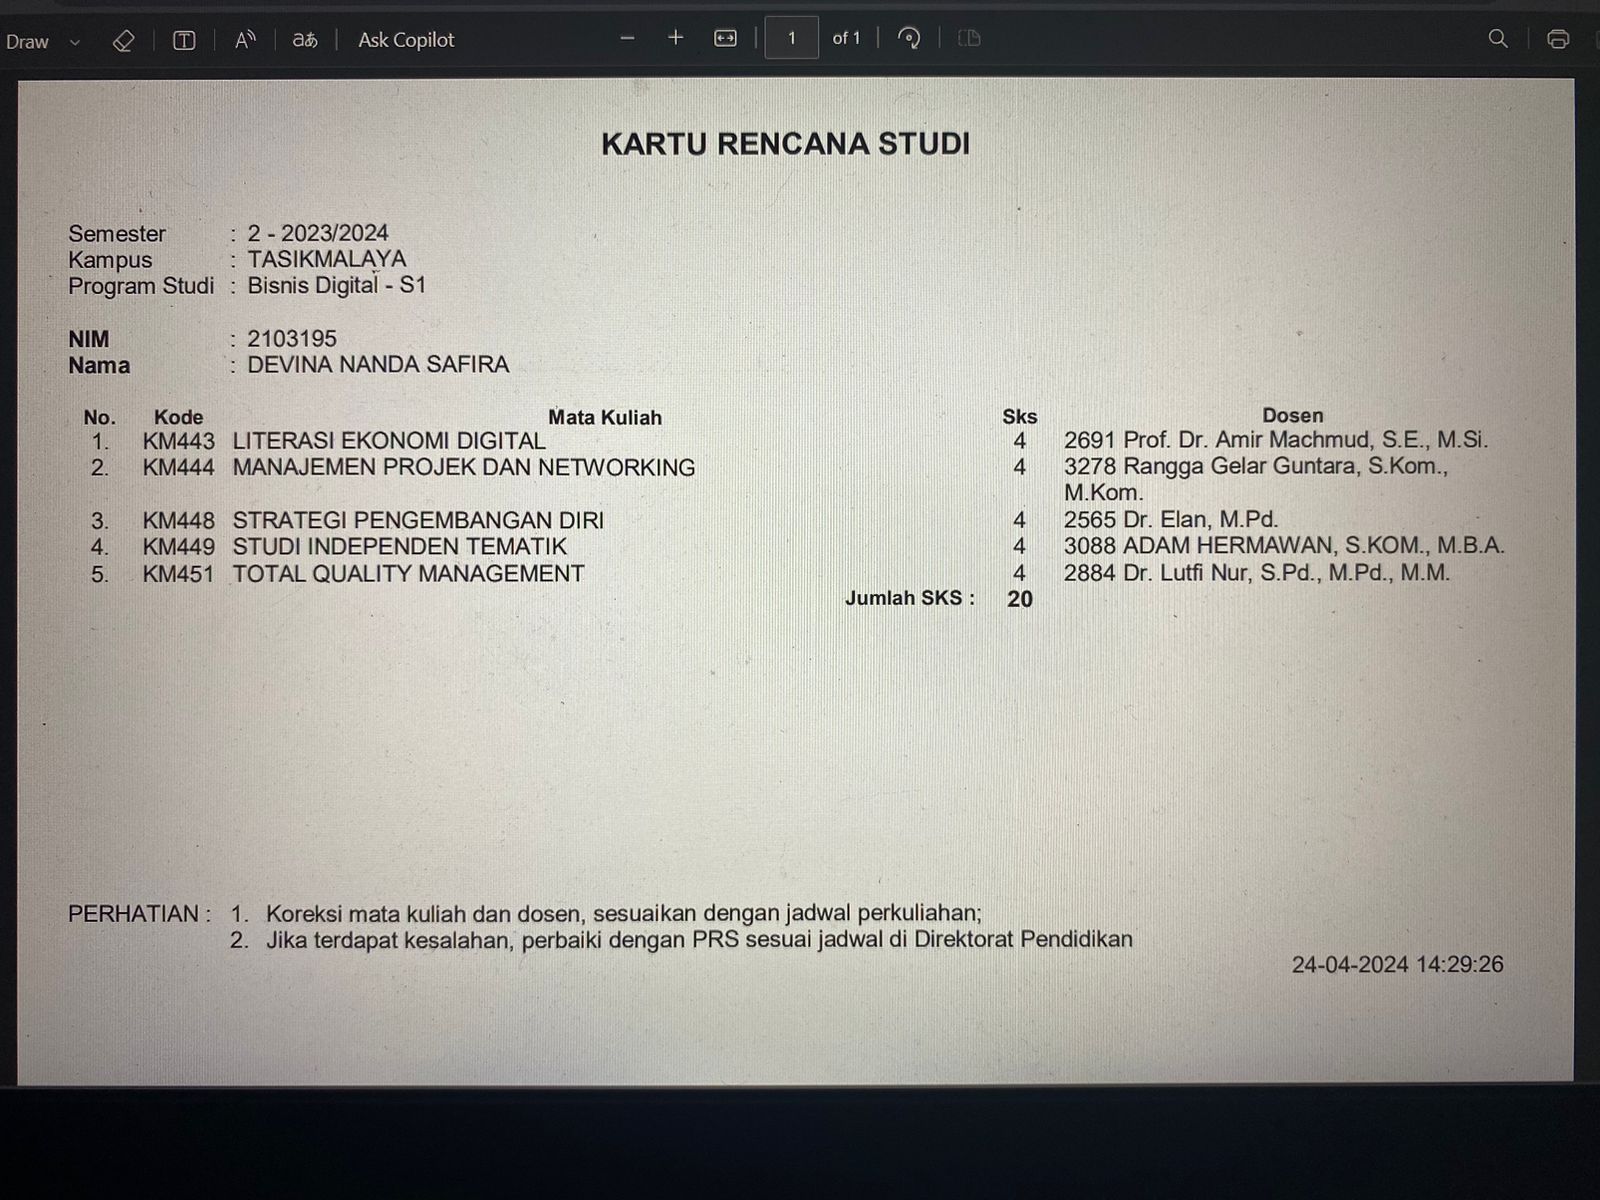 Draw
Ask Copilot
1 of 1
KARTU RENCANA STUDI
Semester : 2 - 2023/2024
Kampus : TASIKMALAYA
Program Studi : Bisnis Digital - S1
NIM : 2103195
Nama : DEVINA NANDA SAFIRA
No. Kode Mata Kuliah Sks Dosen
1. KM443 LITERASI EKONOMI DIGITAL 4 2691 Prof. Dr. Amir Machmud, S.E., M.Si.
2. KM444 MANAJEMEN PROJEK DAN NETWORKING 4 3278 Rangga Gelar Guntara, S.Kom.,
M.Kom.
3. KM448 STRATEGI PENGEMBANGAN DIRI 4 2565 Dr. Elan, M.Pd.
4. KM449 STUDI INDEPENDEN TEMATIK 4 3088 ADAM HERMAWAN, S.KOM., M.B.A.
5. KM451 TOTAL QUALITY MANAGEMENT 4 2884 Dr. Lutfi Nur, S.Pd., M.Pd., M.M.
Jumlah SKS : 20
PERHATIAN : 1. Koreksi mata kuliah dan dosen, sesuaikan dengan jadwal perkuliahan;
2. Jika terdapat kesalahan, perbaiki dengan PRS sesuai jadwal di Direktorat Pendidikan
24-04-2024 14:29:26